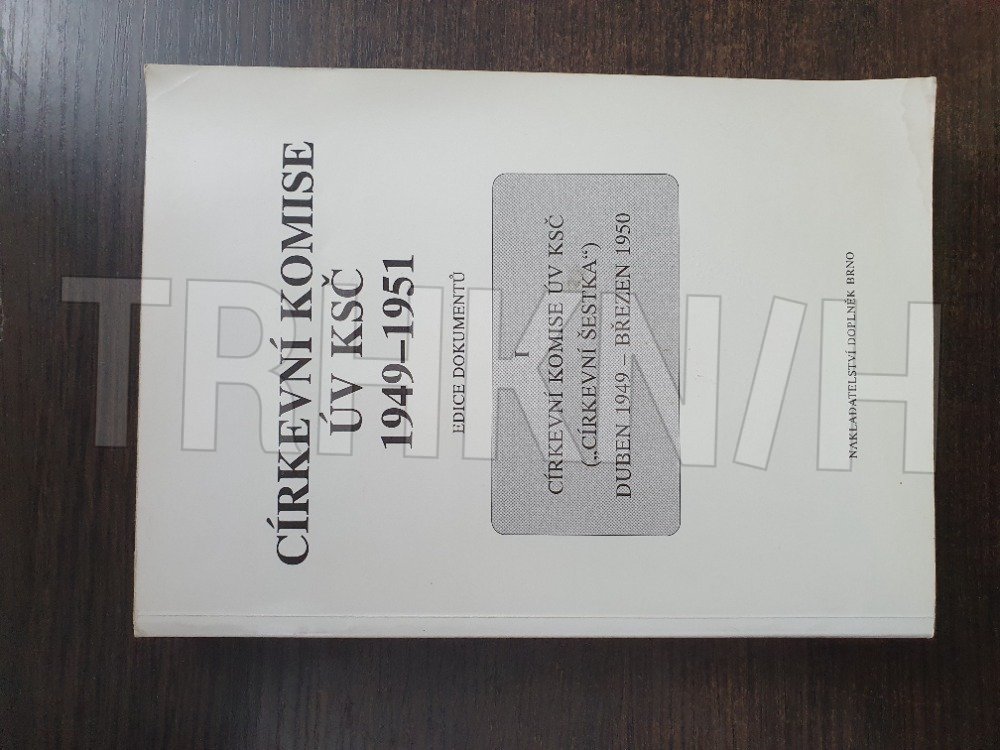 CÍRKEVNÍ KOMISE
ÚV KSČ
1949–1951
EDICE DOKUMENTŮ
I
CÍRKEVNÍ KOMISE ÚV KSČ
(„CÍRKEVNÍ ŠESTKA“)
DUBEN 1949 – BŘEZEN 1950
NAKLADATELSTVÍ DOPLNĚK BRNO
TRHKNIH